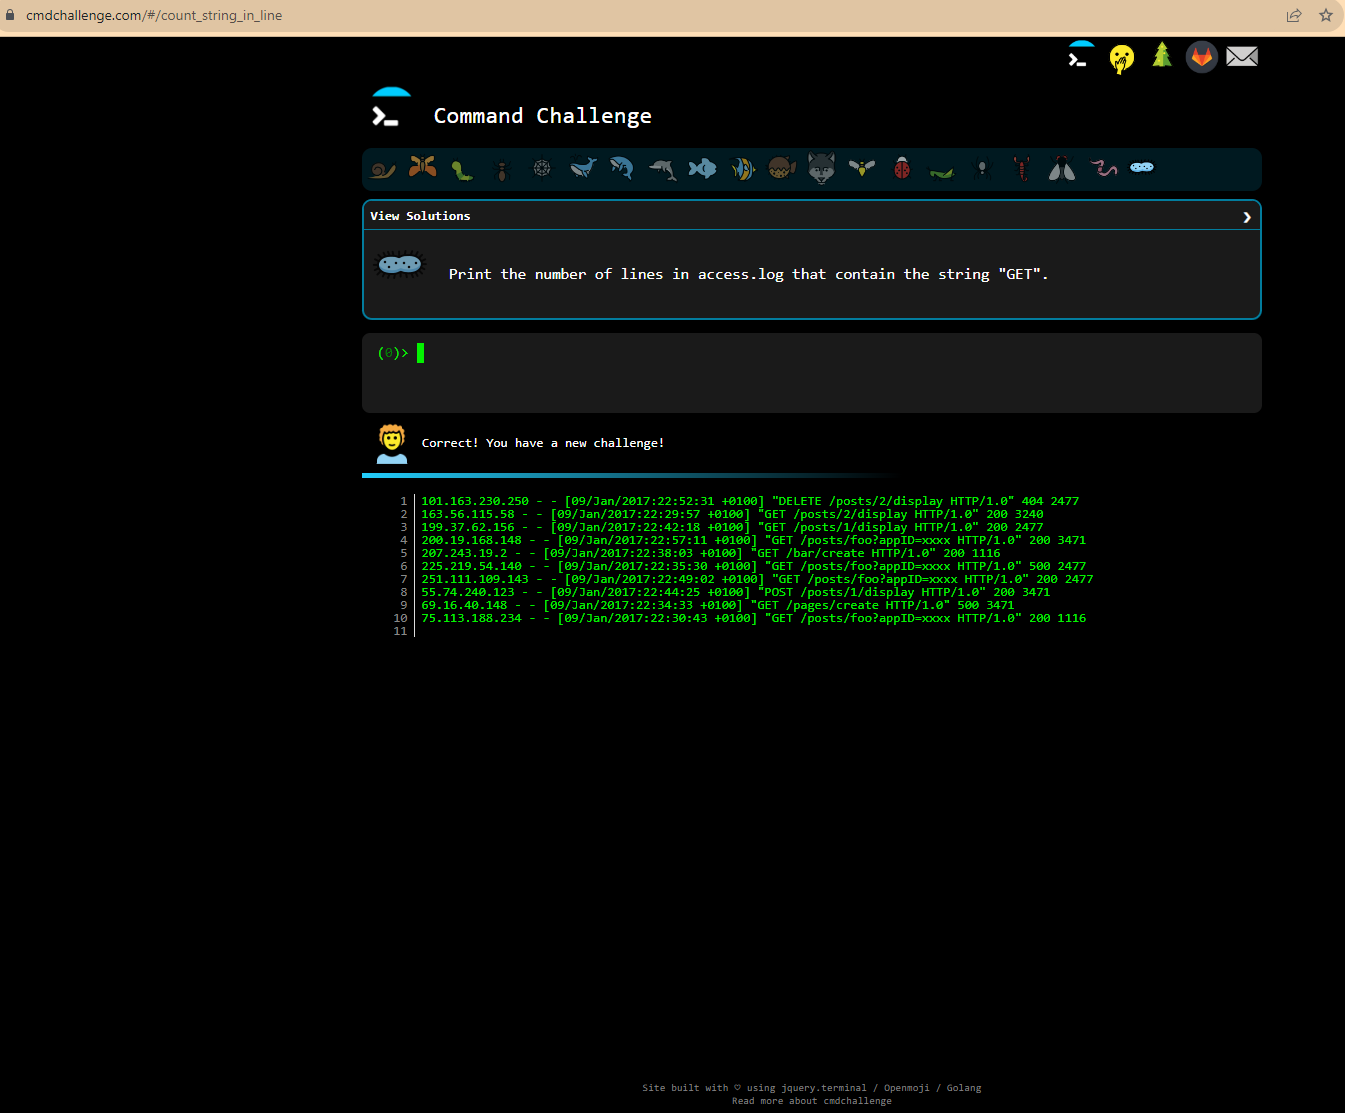 cmdchallenge.com/#/count_string_in_line
Command Challenge
View Solutions
Print the number of lines in access.log that contain the string "GET".
(0)>
Correct! You have a new challenge!
1 101.163.230.250 - - [09/Jan/2017:22:52:31 +0100] "DELETE /posts/2/display HTTP/1.0" 404 2477
2 163.56.115.58 - - [09/Jan/2017:22:29:57 +0100] "GET /posts/2/display HTTP/1.0" 200 3240
3 199.37.62.156 - - [09/Jan/2017:22:42:18 +0100] "GET /posts/1/display HTTP/1.0" 200 2477
4 200.19.168.148 - - [09/Jan/2017:22:57:11 +0100] "GET /posts/foo?appID=xxxx HTTP/1.0" 200 3471
5 207.243.19.2 - - [09/Jan/2017:22:38:03 +0100] "GET /bar/create HTTP/1.0" 200 1116
6 225.219.54.140 - - [09/Jan/2017:22:35:30 +0100] "GET /posts/foo?appID=xxxx HTTP/1.0" 500 2477
7 251.111.109.143 - - [09/Jan/2017:22:49:02 +0100] "GET /posts/foo?appID=xxxx HTTP/1.0" 200 2477
8 55.74.240.123 - - [09/Jan/2017:22:44:25 +0100] "POST /posts/1/display HTTP/1.0" 200 3471
9 69.16.40.148 - - [09/Jan/2017:22:34:33 +0100] "GET /pages/create HTTP/1.0" 500 3471
10 75.113.188.234 - - [09/Jan/2017:22:30:43 +0100] "GET /posts/foo?appID=xxxx HTTP/1.0" 200 1116
11
Site built with ♡ using jquery.terminal / Openmoji / Golang
Read more about cmdchallenge